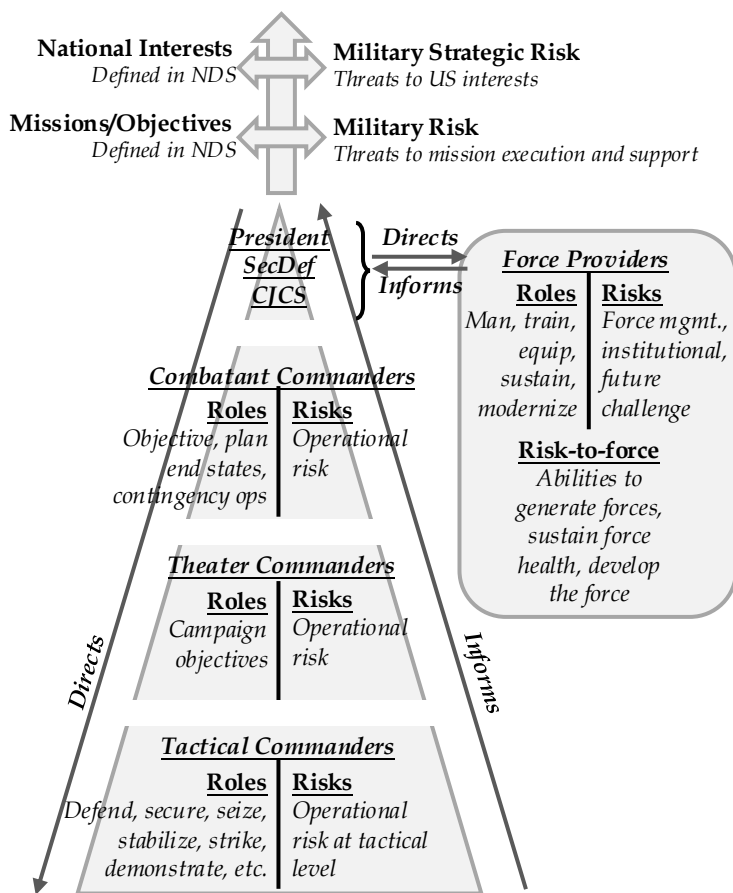 National Interests
Defined in NDS
Military Strategic Risk
Threats to US interests
Missions/Objectives
Defined in NDS
Military Risk
Threats to mission execution and support
President
SecDef
CJCS
Directs
Informs
Force Providers
Roles
Man, train,
equip,
sustain,
modernize
Risks
Force mgmt.,
institutional,
future
challenge
Risk-to-force
Abilities to
generate forces,
sustain force
health, develop
the force
Combatant Commanders
Roles
Objective, plan
end states,
contingency ops
Risks
Operational
risk
Theater Commanders
Roles
Campaign
objectives
Risks
Operational
risk
Directs
Informs
Tactical Commanders
Roles
Defend, secure, seize,
stabilize, strike,
demonstrate, etc.
Risks
Operational
risk at tactical
level